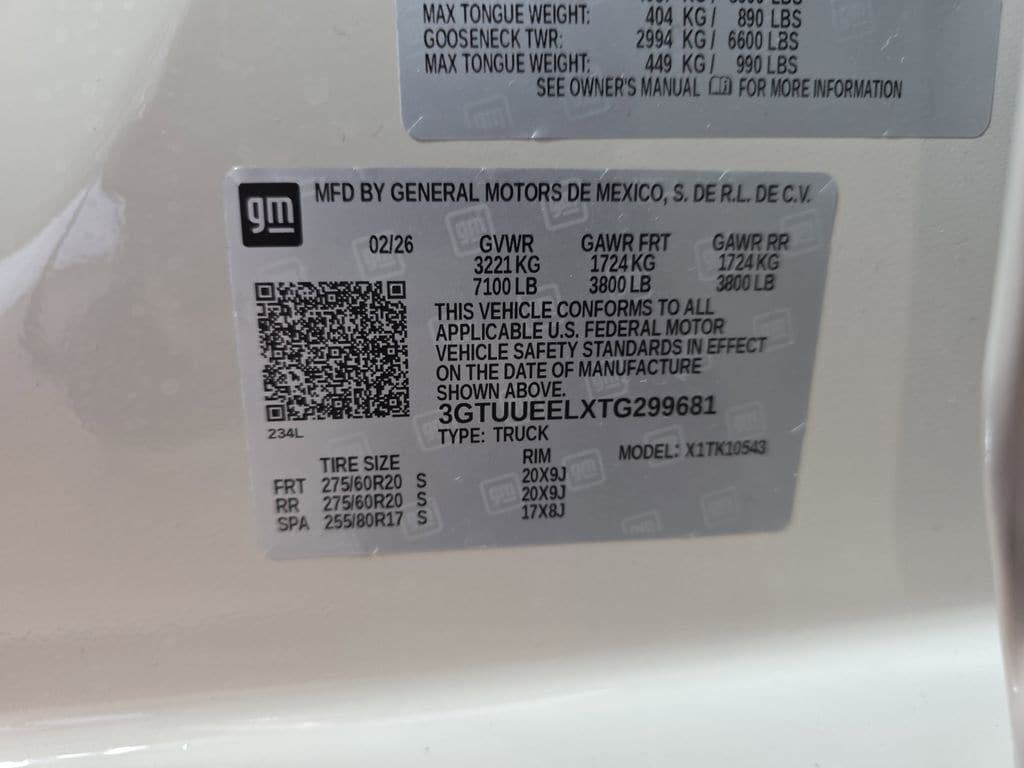 MAX TONGUE WEIGHT: 404 KG / 890 LBS
GOOSENECK TWR: 2994 KG / 6600 LBS
MAX TONGUE WEIGHT: 449 KG / 990 LBS
SEE OWNER'S MANUAL FOR MORE INFORMATION
gm
MFD BY GENERAL MOTORS DE MEXICO, S. DE R.L. DE C.V.
02/26 GVWR GAWR FRT GAWR RR
3221 KG 1724 KG 1724 KG
7100 LB 3800 LB 3800 LB
THIS VEHICLE CONFORMS TO ALL
APPLICABLE U.S. FEDERAL MOTOR
VEHICLE SAFETY STANDARDS IN EFFECT
ON THE DATE OF MANUFACTURE
SHOWN ABOVE.
3GTUUEELXTG299681
234L
TYPE: TRUCK
MODEL: X1TK10543
TIRE SIZE RIM
FRT 275/60R20 S 20X9J
RR 275/60R20 S 20X9J
SPA 255/80R17 S 17X8J